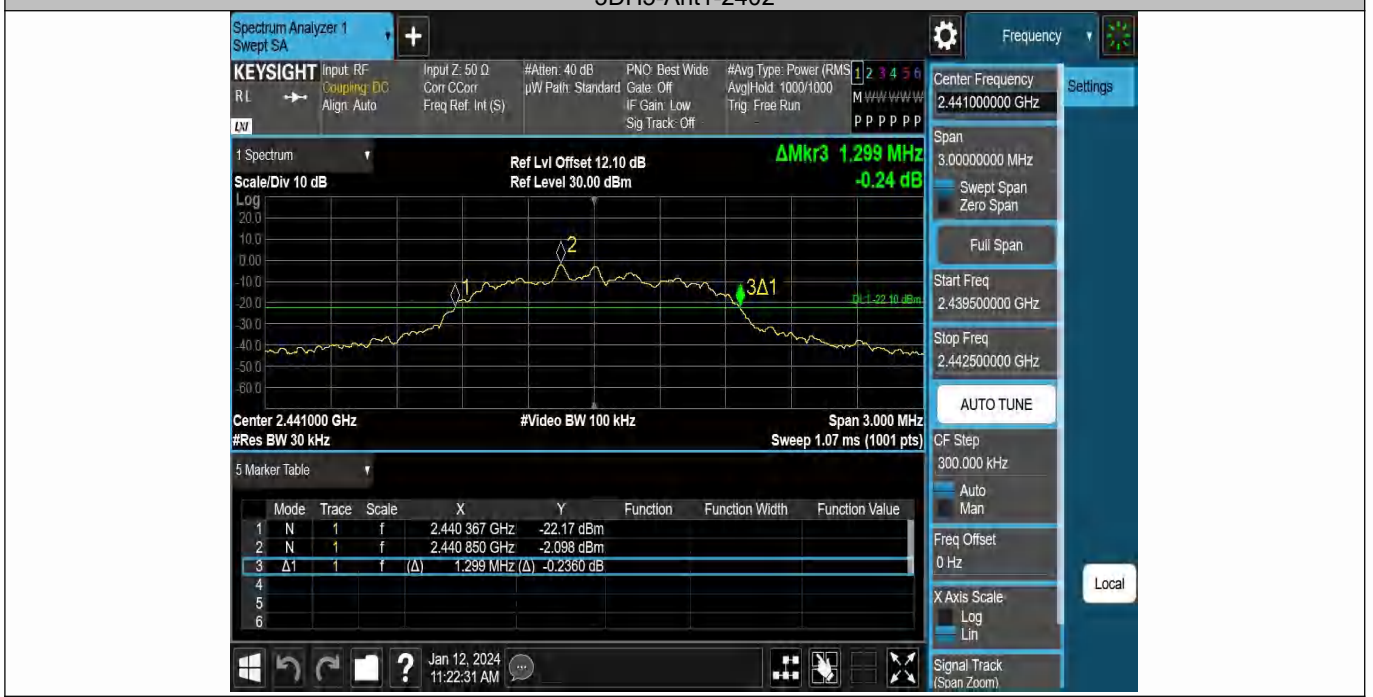 3DH5-Ant1-2402
Spectrum Analyzer 1
Swept SA
Frequency
KEYSIGHT
RL
LXI
Input: RF
Coupling: DC
Align: Auto
Input Z: 50 Ω
Corr CCorr
Freq Ref: Int (S)
#Atten: 40 dB
µW Path: Standard
PNO: Best Wide
Gate: Off
IF Gain: Low
Sig Track: Off
#Avg Type: Power (RMS
Avg|Hold: 1000/1000
Trig: Free Run
1 2 3 4 5 6
M W W W W W
P P P P P P
Center Frequency
2.441000000 GHz
Settings
Span
3.00000000 MHz
Swept Span
Zero Span
Full Span
Start Freq
2.439500000 GHz
Stop Freq
2.442500000 GHz
AUTO TUNE
CF Step
300.000 kHz
Auto
Man
Freq Offset
0 Hz
X Axis Scale
Log
Lin
Signal Track
(Span Zoom)
Local
1 Spectrum
Scale/Div 10 dB
Ref Lvl Offset 12.10 dB
Ref Level 30.00 dBm
ΔMkr3 1.299 MHz
-0.24 dB
Log
20.0
10.0
0.00
-10.0
-20.0
-30.0
-40.0
-50.0
-60.0
1
2
3Δ1
DL1 -22.10 dBm
Center 2.441000 GHz
#Video BW 100 kHz
Span 3.000 MHz
#Res BW 30 kHz
Sweep 1.07 ms (1001 pts)
5 Marker Table
Mode Trace Scale X Y Function Function Width Function Value
1 N 1 f 2.440 367 GHz -22.17 dBm
2 N 1 f 2.440 850 GHz -2.098 dBm
3 Δ1 1 f (Δ) 1.299 MHz (Δ) -0.2360 dB
4
5
6
?
Jan 12, 2024
11:22:31 AM